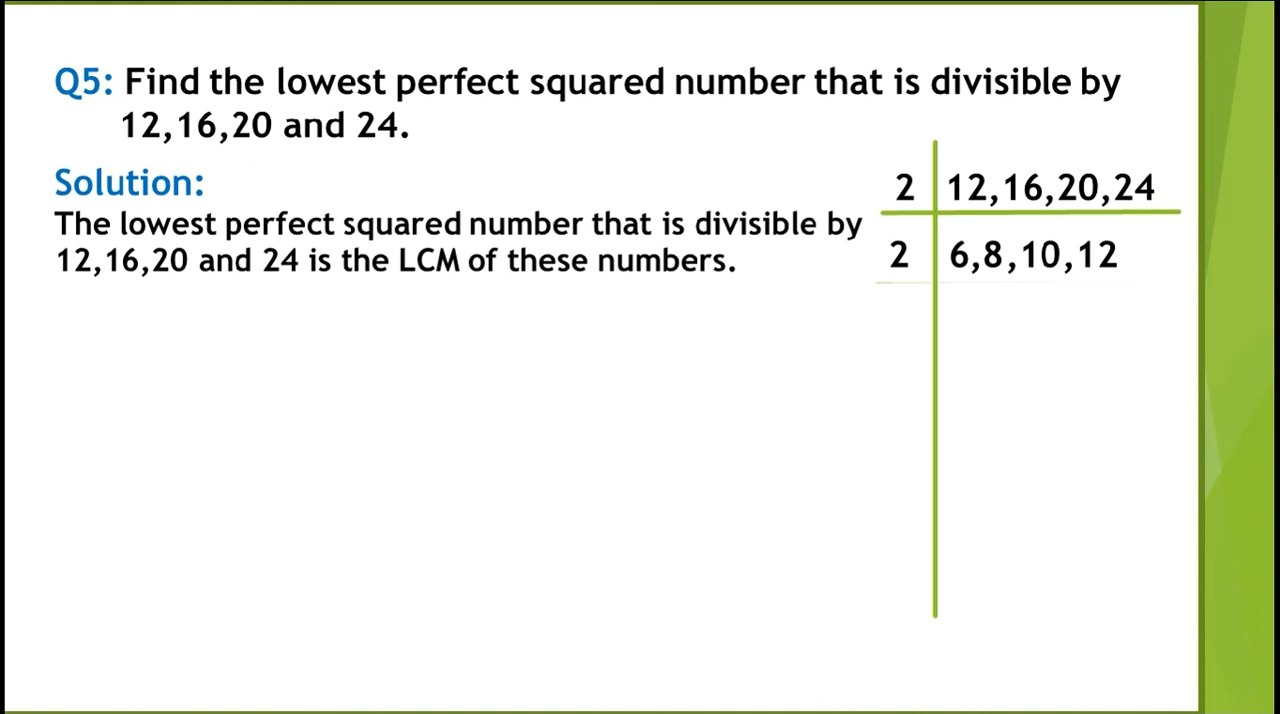 Q5: Find the lowest perfect squared number that is divisible by
12,16,20 and 24.
Solution:
The lowest perfect squared number that is divisible by
12,16,20 and 24 is the LCM of these numbers.
2 12,16,20,24
2 6,8,10,12